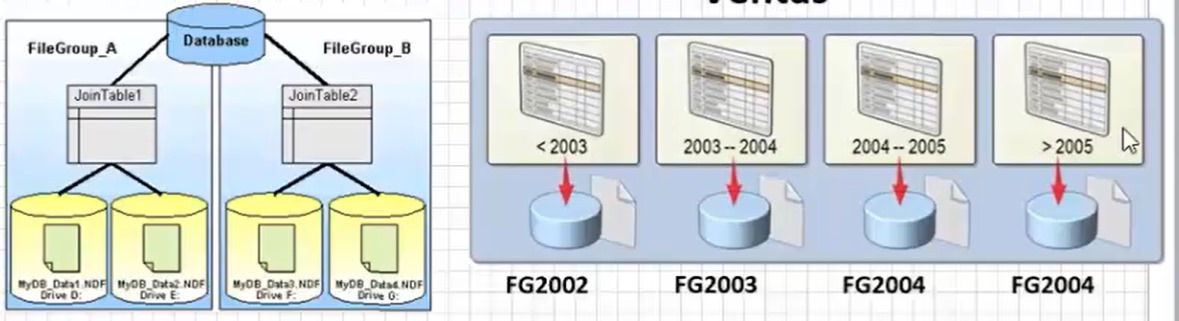 Ventas
Database
FileGroup_A
FileGroup_B
JoinTable1
JoinTable2
MyDB_Data1.NDF
Drive D:
MyDB_Data2.NDF
Drive E:
MyDB_Data3.NDF
Drive F:
MyDB_Data4.NDF
Drive G:
< 2003
2003 -- 2004
2004 -- 2005
> 2005
FG2002
FG2003
FG2004
FG2004